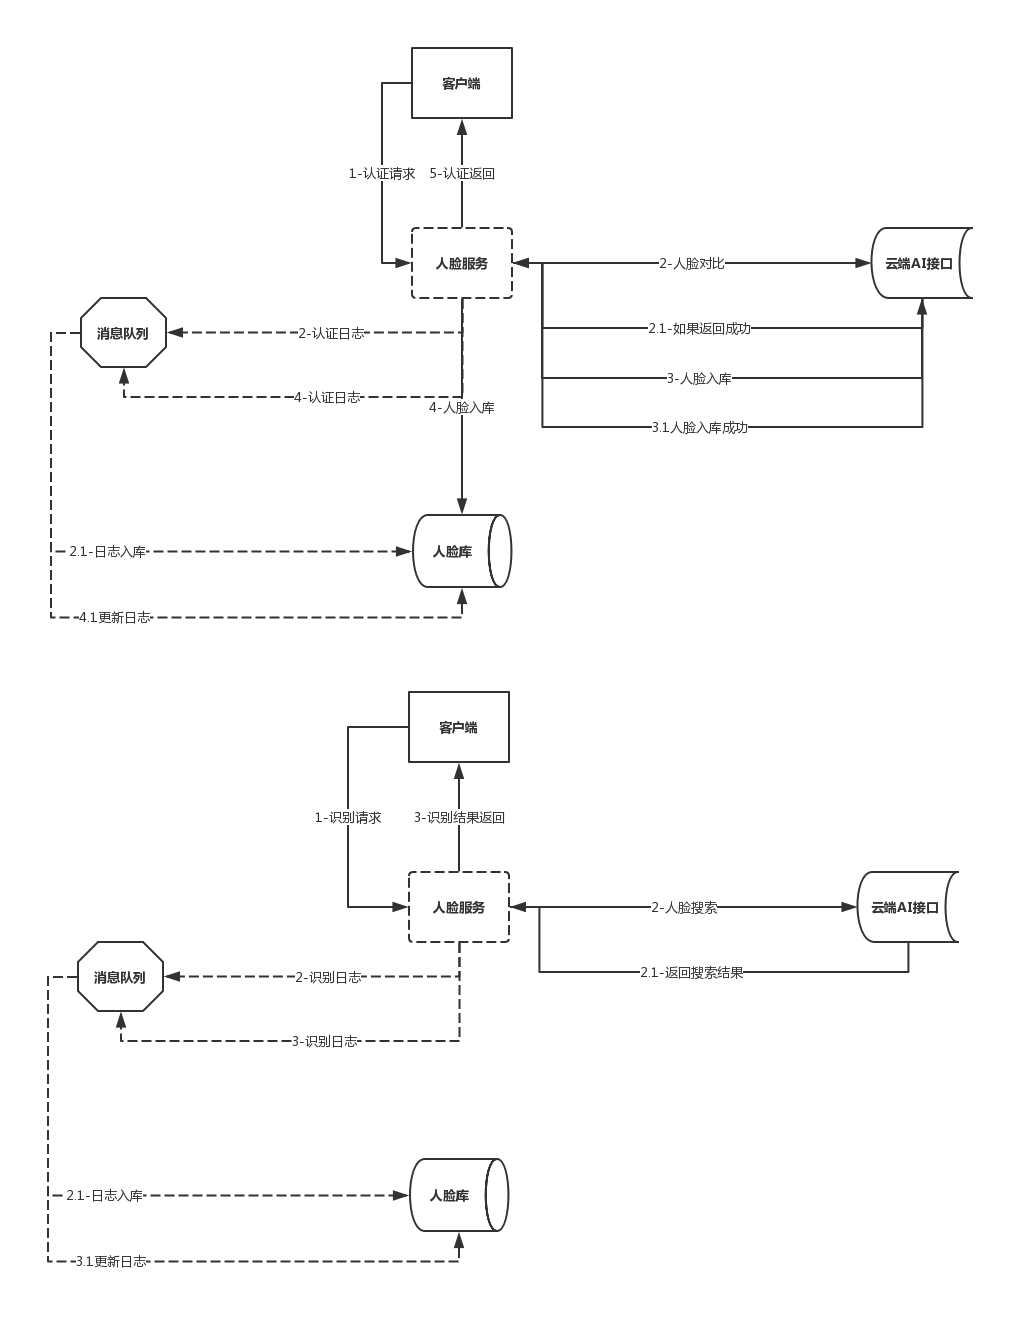 客户端
1-认证请求
5-认证返回
人脸服务
2-人脸对比
云端AI接口
消息队列
2-认证日志
2.1-如果返回成功
3-人脸入库
4-认证日志
4-人脸入库
3.1人脸入库成功
2.1-日志入库
人脸库
4.1更新日志
客户端
1-识别请求
3-识别结果返回
人脸服务
2-人脸搜索
云端AI接口
消息队列
2-识别日志
2.1-返回搜索结果
3-识别日志
2.1-日志入库
人脸库
3.1更新日志